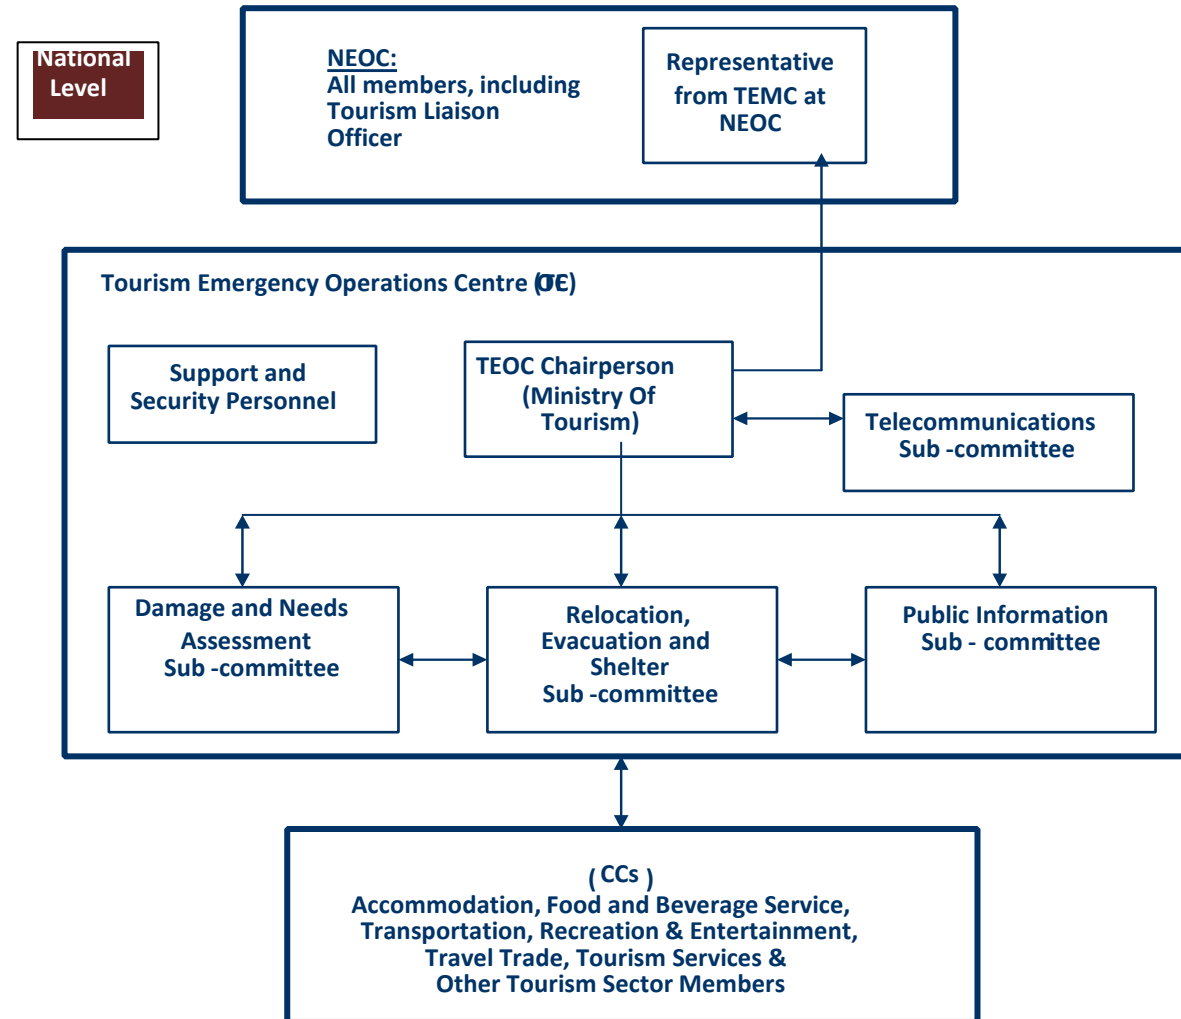 National
Level
NEOC:
All members, including
Tourism Liaison
Officer
Representative
from TEMC at
NEOC
Tourism Emergency Operations Centre
Support and
Security Personnel
TEOC Chairperson
(Ministry Of
Tourism)
Telecommunications
Sub -committee
Damage and Needs
Assessment
Sub -committee
Relocation,
Evacuation and
Shelter
Sub -committee
Public Information
Sub - committee
( CCs )
Accommodation, Food and Beverage Service,
Transportation, Recreation & Entertainment,
Travel Trade, Tourism Services &
Other Tourism Sector Members